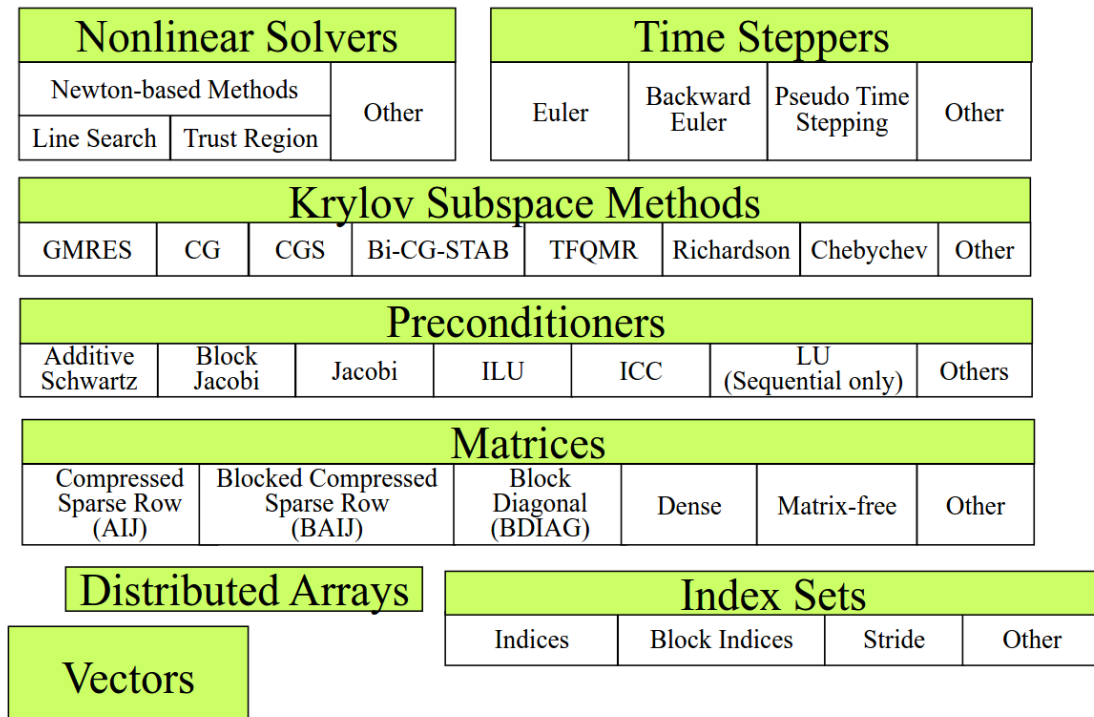 Nonlinear Solvers
Newton-based Methods
Line Search
Trust Region
Other
Time Steppers
Euler
Backward
Euler
Pseudo Time
Stepping
Other
Krylov Subspace Methods
GMRES
CG
CGS
Bi-CG-STAB
TFQMR
Richardson
Chebychev
Other
Preconditioners
Additive
Schwartz
Block
Jacobi
Jacobi
ILU
ICC
LU
(Sequential only)
Others
Matrices
Compressed
Sparse Row
(AIJ)
Blocked Compressed
Sparse Row
(BAIJ)
Block
Diagonal
(BDIAG)
Dense
Matrix-free
Other
Distributed Arrays
Index Sets
Indices
Block Indices
Stride
Other
Vectors